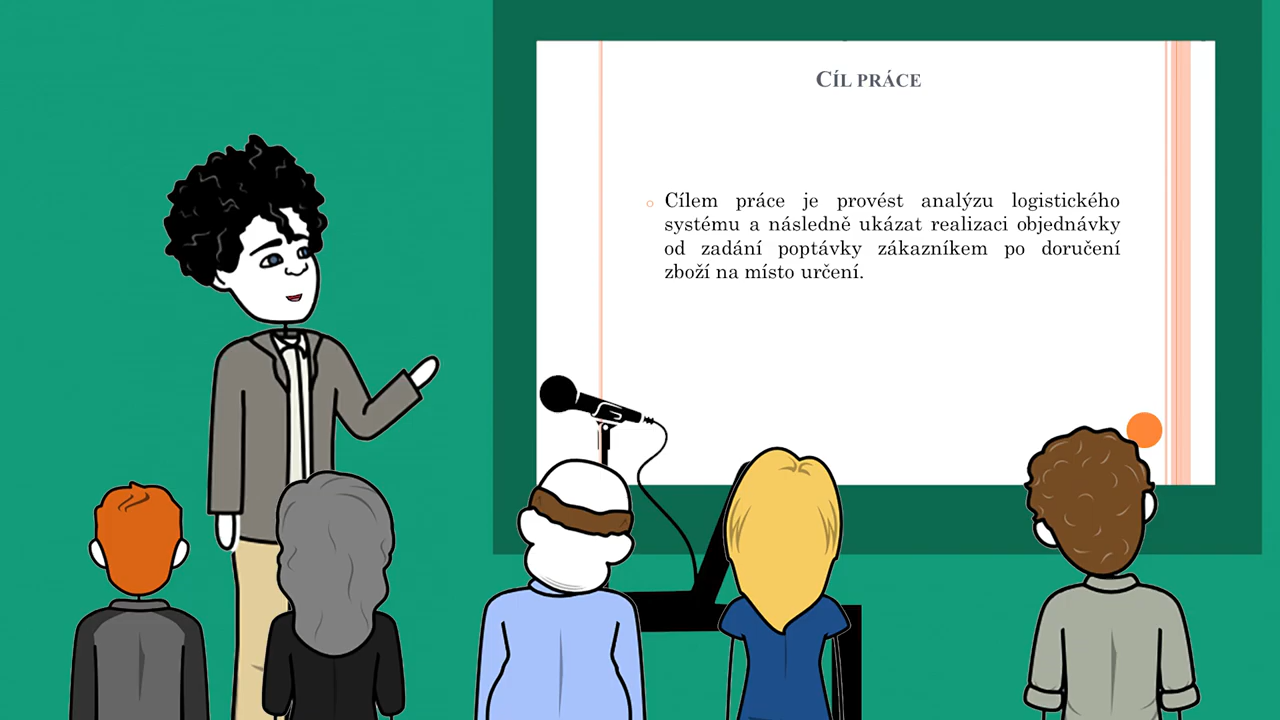 CÍL PRÁCE
Cílem práce je provést analýzu logistického
systému a následně ukázat realizaci objednávky
od zadání poptávky zákazníkem po doručení
zboží na místo určení.